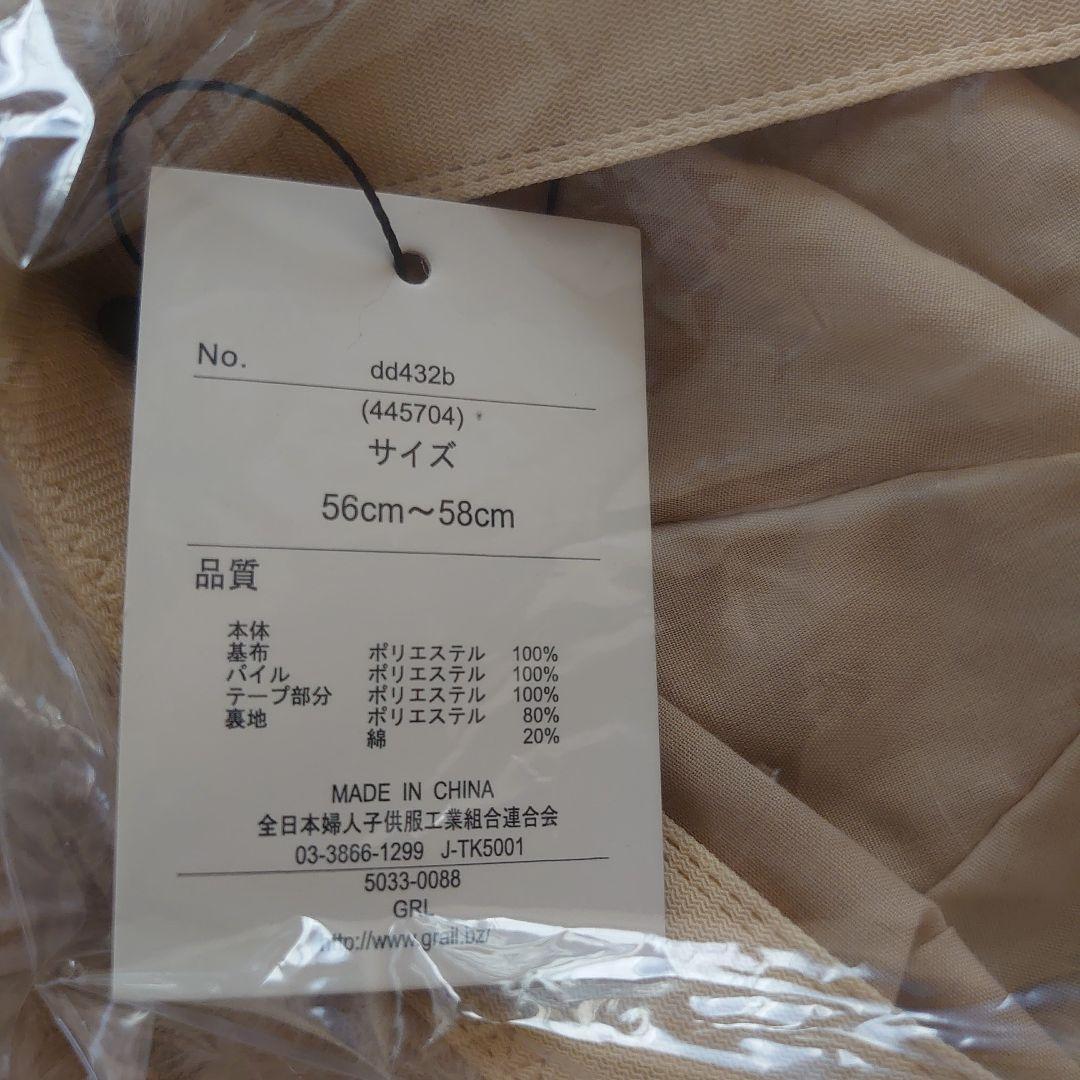 No. dd432b
(445704)
サイズ
56cm〜58cm
品質
本体
基布 ポリエステル 100%
パイル ポリエステル 100%
テープ部分 ポリエステル 100%
裏地 ポリエステル 80%
綿 20%
MADE IN CHINA
全日本婦人子供服工業組合連合会
03-3866-1299 J-TK5001
5033-0088
GRL
http://www.grail.bz/